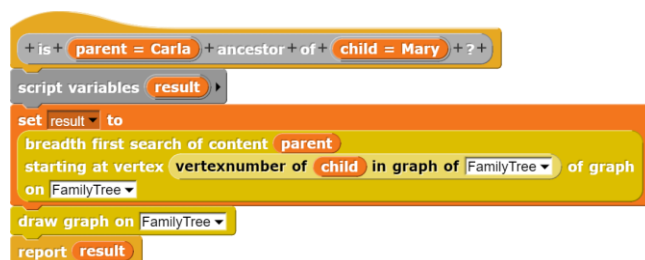 + is + parent = Carla + ancestor + of + child = Mary + ? +
script variables result
set result to
breadth first search of content parent
starting at vertex vertexnumber of child in graph of FamilyTree of graph
on FamilyTree
draw graph on FamilyTree
report result